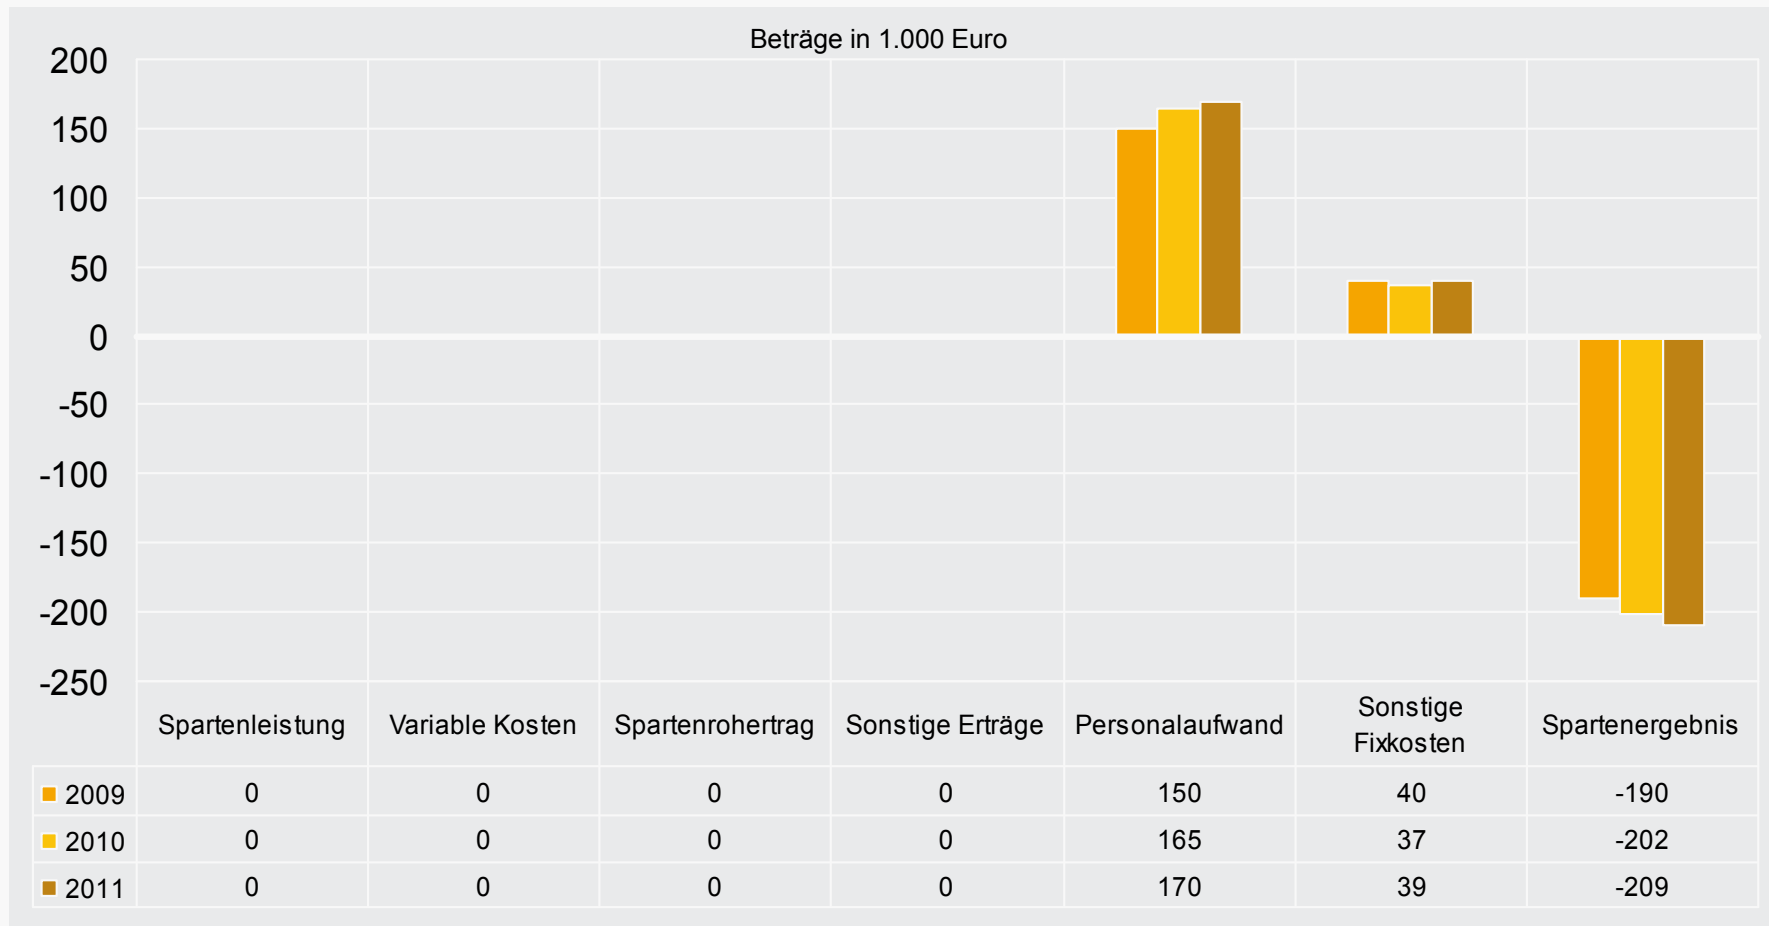 Beträge in 1.000 Euro
200
150
100
50
0
-50
-100
-150
-200
-250
Spartenleistung Variable Kosten Spartenrohertrag Sonstige Erträge Personalaufwand Sonstige Fixkosten Spartenergebnis
2009 0 0 0 0 150 40 -190
2010 0 0 0 0 165 37 -202
2011 0 0 0 0 170 39 -209